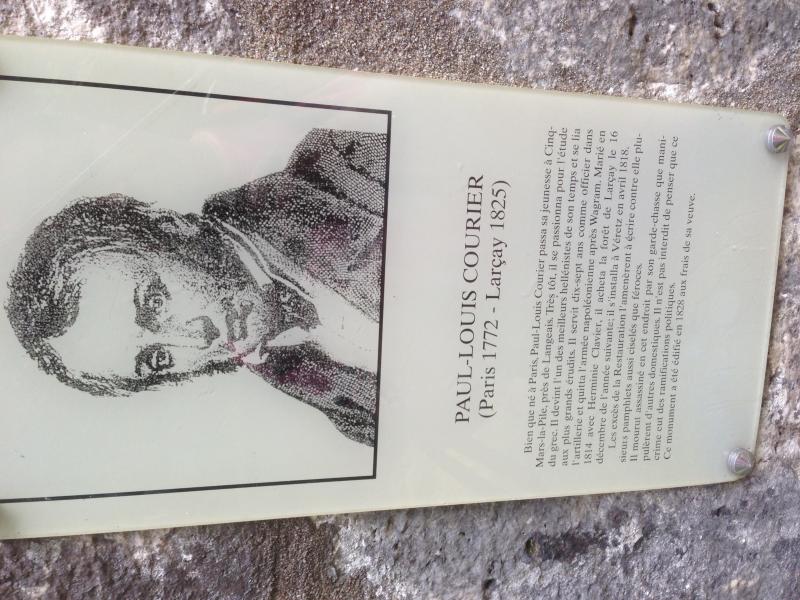 PAUL-LOUIS COURIER
(Paris 1772 - Larçay 1825)
Bien que né à Paris, Paul-Louis Courier passa sa jeunesse à Cinq-
Mars-la-Pile, près de Langeais. Très tôt, il se passionna pour l'étude
du grec. Il devint l'un des meilleurs hellénistes de son temps et se lia
aux plus grands érudits. Il servit dix-sept ans comme officier dans
l'artillerie et quitta l'armée napoléonienne après Wagram. Marié en
1814 avec Herminie Clavier, il acheta la forêt de Larçay le 16
décembre de l'année suivante; il s'installa à Véretz en avril 1818.
Les excès de la Restauration l'amenèrent à écrire contre elle plu-
sieurs pamphlets aussi ciselés que féroces.
Il mourut assassiné en cet endroit par son garde-chasse que mani-
pulèrent d'autres domestiques. Il n'est pas interdit de penser que ce
crime eut des ramifications politiques.
Ce monument a été édifié en 1828 aux frais de sa veuve.